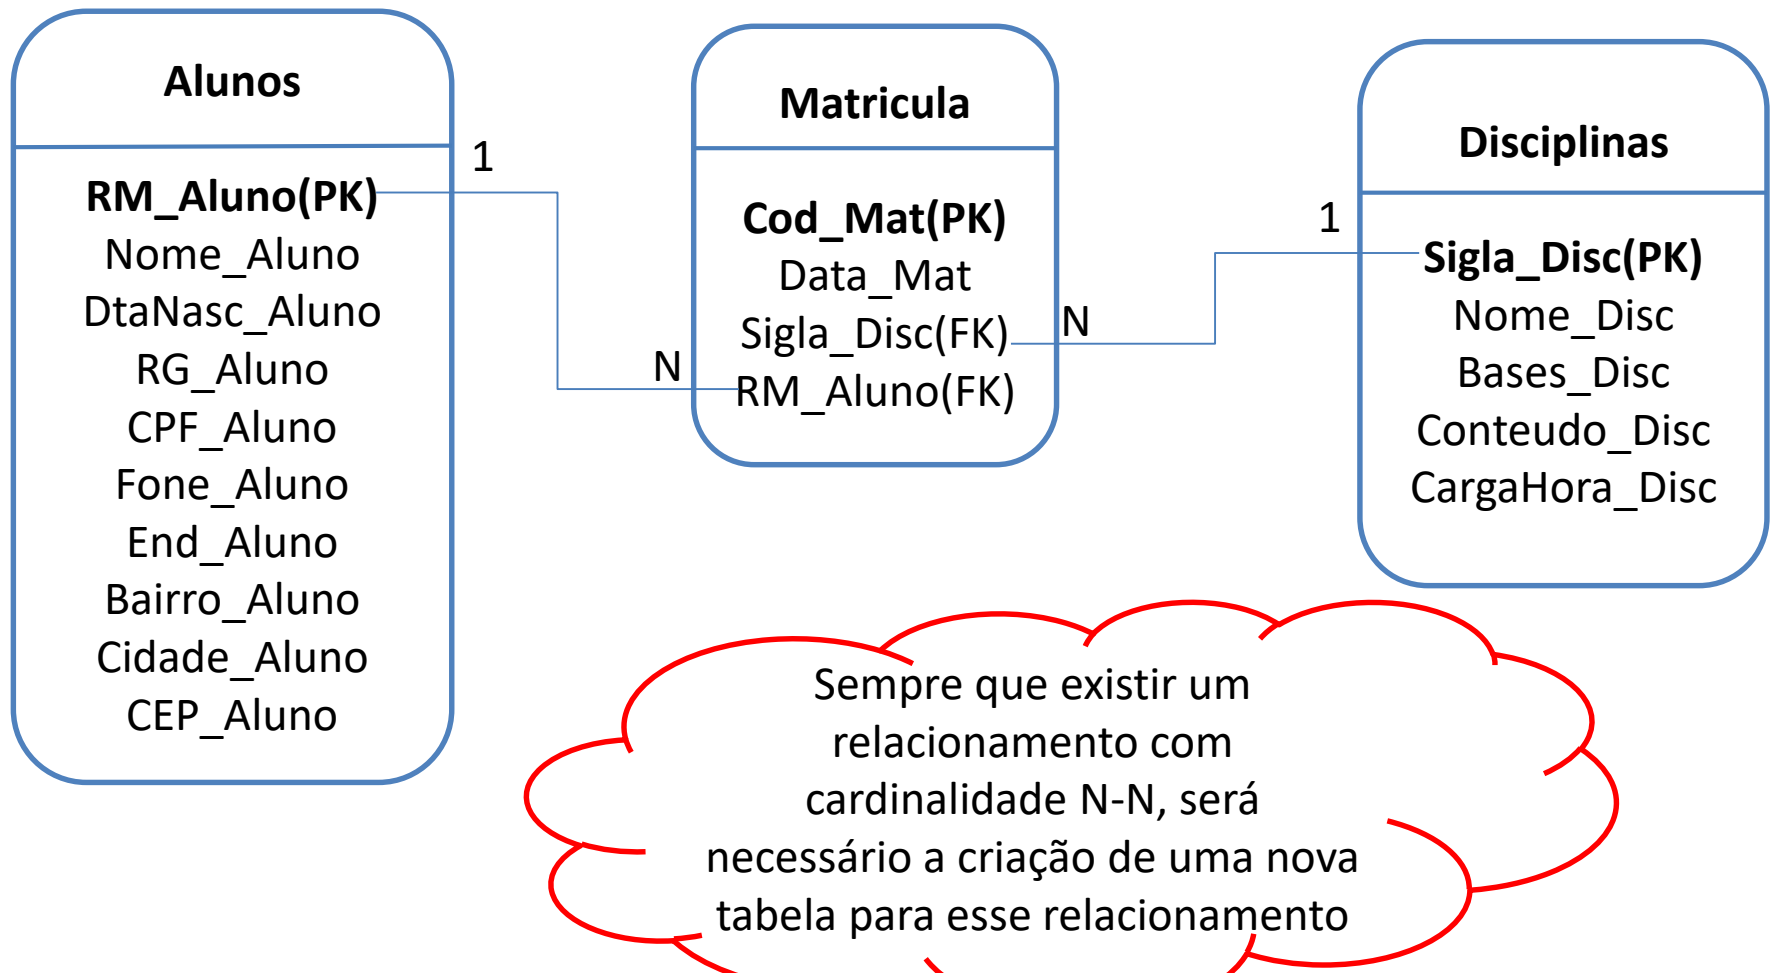 Alunos
1
RM_Aluno(PK)
Nome_Aluno
DtaNasc_Aluno
RG_Aluno
CPF_Aluno
Fone_Aluno
End_Aluno
Bairro_Aluno
Cidade_Aluno
CEP_Aluno
Matricula
Cod_Mat(PK)
Data_Mat
Sigla_Disc(FK)
N
N
RM_Aluno(FK)
Disciplinas
1
Sigla_Disc(PK)
Nome_Disc
Bases_Disc
Conteudo_Disc
CargaHora_Disc
Sempre que existir um
relacionamento com
cardinalidade N-N, será
necessário a criação de uma nova
tabela para esse relacionamento